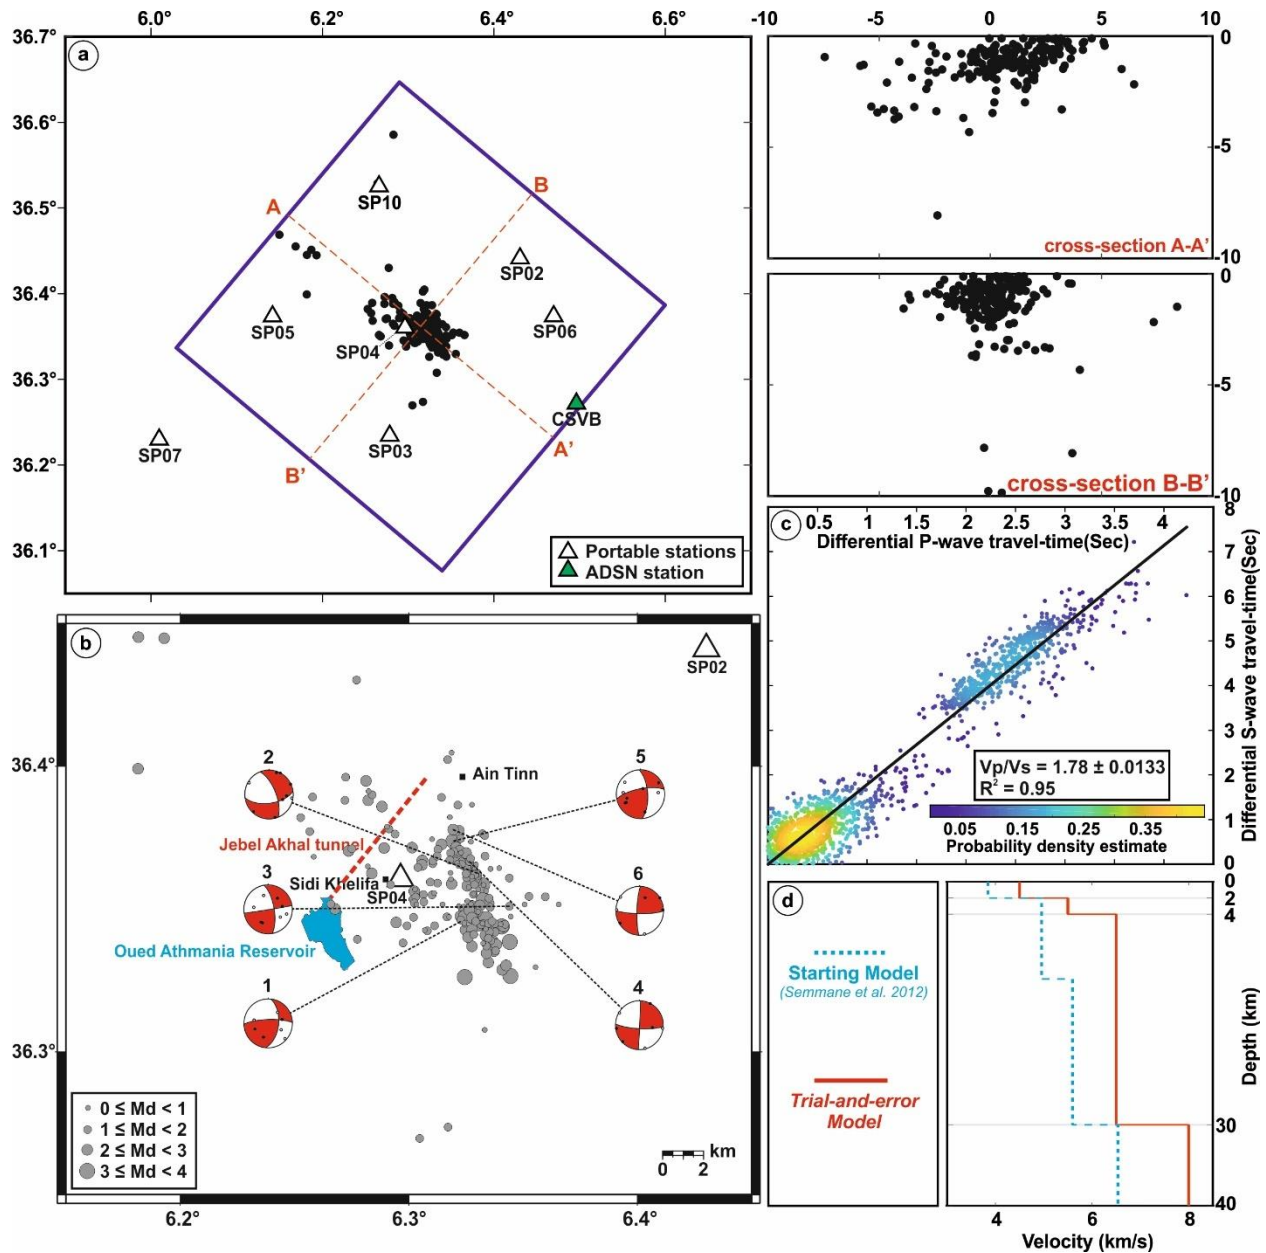 6.0° 6.2° 6.4° 6.6°
36.7°
36.6°
36.5°
36.4°
36.3°
36.2°
36.1°
a
A
B
SP10
SP02
SP05
SP06
SP04
CSVB
SP03
SP07
A’
B’
Portable stations
ADSN station
-10 -5 0 5 10
0
-5
-10
cross-section A-A’
0
-5
-10
cross-section B-B’
c
0.5 1 1.5 2 2.5 3 3.5 4
Differential P-wave travel-time(Sec)
8
7
6
5
4
3
2
1
0
Differential S-wave travel-time(Sec)
Vp/Vs = 1.78 ± 0.0133
R² = 0.95
0.05 0.15 0.25 0.35
Probability density estimate
b
SP02
36.4°
36.3°
2
5
Ain Tinn
Jebel Akhal tunnel
3
Sidi Khelifa
SP04
6
Oued Athmania Reservoir
1
4
0 ≤ Md < 1
1 ≤ Md < 2
2 ≤ Md < 3
3 ≤ Md < 4
km
0 2
6.2° 6.3° 6.4°
d
Starting Model
(Semmane et al. 2012)
Trial-and-error
Model
0
2
4
30
40
Depth (km)
4 6 8
Velocity (km/s)